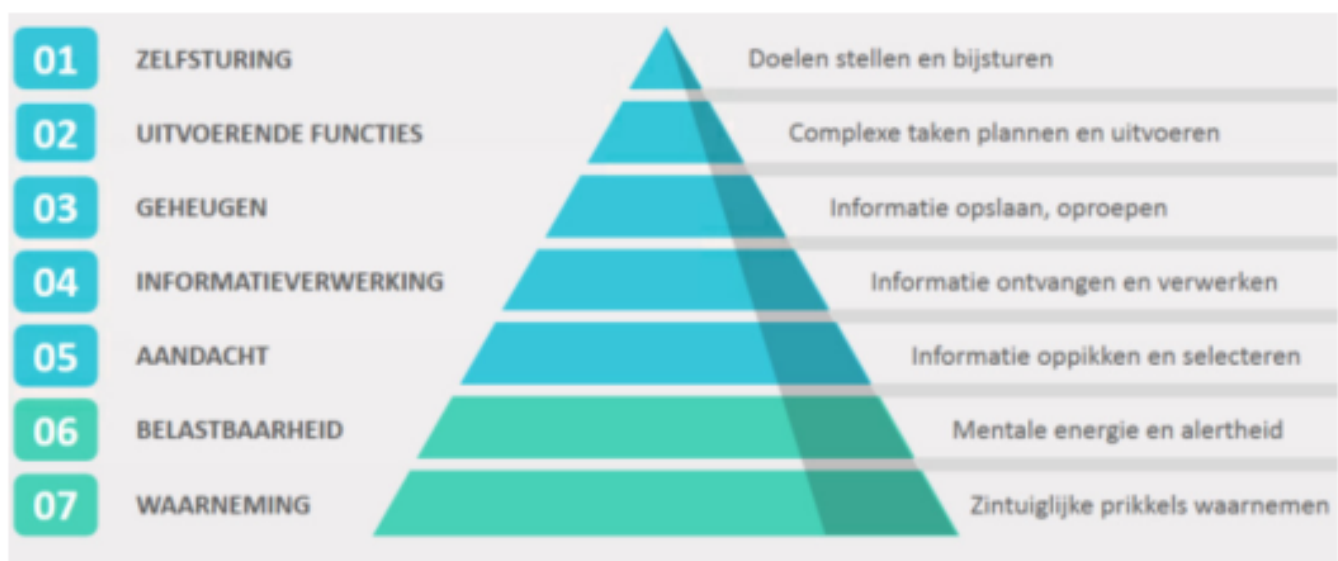 01 ZELFSTURING Doelen stellen en bijsturen
02 UITVOERENDE FUNCTIES Complexe taken plannen en uitvoeren
03 GEHEUGEN Informatie opslaan, oproepen
04 INFORMATIEVERWERKING Informatie ontvangen en verwerken
05 AANDACHT Informatie oppikken en selecteren
06 BELASTBAARHEID Mentale energie en alertheid
07 WAARNEMING Zintuiglijke prikkels waarnemen